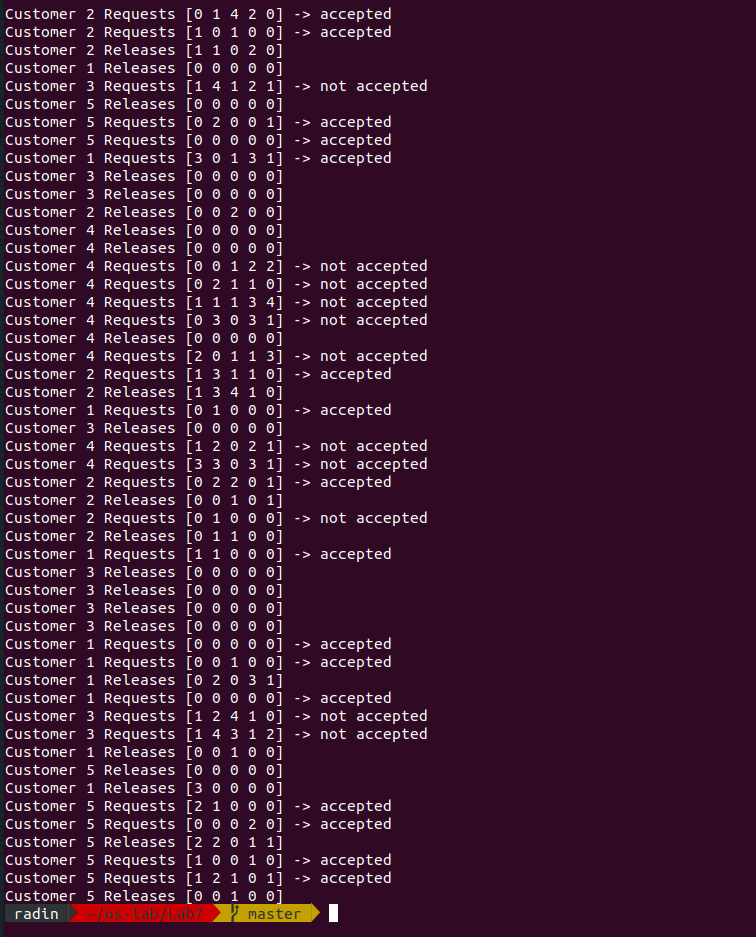 Customer 2 Requests [0 1 4 2 0] -> accepted
Customer 2 Requests [1 0 1 0 0] -> accepted
Customer 2 Releases [1 1 0 2 0]
Customer 1 Releases [0 0 0 0 0]
Customer 3 Requests [1 4 1 2 1] -> not accepted
Customer 5 Releases [0 0 0 0 0]
Customer 5 Requests [0 2 0 0 1] -> accepted
Customer 5 Requests [0 0 0 0 0] -> accepted
Customer 1 Requests [3 0 1 3 1] -> accepted
Customer 3 Releases [0 0 0 0 0]
Customer 3 Releases [0 0 0 0 0]
Customer 2 Releases [0 0 2 0 0]
Customer 4 Releases [0 0 0 0 0]
Customer 4 Releases [0 0 0 0 0]
Customer 4 Requests [0 0 1 2 2] -> not accepted
Customer 4 Requests [0 2 1 1 0] -> not accepted
Customer 4 Requests [1 1 1 3 4] -> not accepted
Customer 4 Requests [0 3 0 3 1] -> not accepted
Customer 4 Releases [0 0 0 0 0]
Customer 4 Requests [2 0 1 1 3] -> not accepted
Customer 2 Requests [1 3 1 1 0] -> accepted
Customer 2 Releases [1 3 4 1 0]
Customer 1 Requests [0 1 0 0 0] -> accepted
Customer 3 Releases [0 0 0 0 0]
Customer 4 Requests [1 2 0 2 1] -> not accepted
Customer 4 Requests [3 3 0 3 1] -> not accepted
Customer 2 Requests [0 2 2 0 1] -> accepted
Customer 2 Releases [0 0 1 0 1]
Customer 2 Requests [0 1 0 0 0] -> not accepted
Customer 2 Releases [0 1 1 0 0]
Customer 1 Requests [1 1 0 0 0] -> accepted
Customer 3 Releases [0 0 0 0 0]
Customer 3 Releases [0 0 0 0 0]
Customer 3 Releases [0 0 0 0 0]
Customer 3 Releases [0 0 0 0 0]
Customer 1 Requests [0 0 0 0 0] -> accepted
Customer 1 Requests [0 0 1 0 0] -> accepted
Customer 1 Releases [0 2 0 3 1]
Customer 1 Requests [0 0 0 0 0] -> accepted
Customer 3 Requests [1 2 4 1 0] -> not accepted
Customer 3 Requests [1 4 3 1 2] -> not accepted
Customer 1 Releases [0 0 1 0 0]
Customer 5 Releases [0 0 0 0 0]
Customer 1 Releases [3 0 0 0 0]
Customer 5 Requests [2 1 0 0 0] -> accepted
Customer 5 Requests [0 0 0 2 0] -> accepted
Customer 5 Releases [2 2 0 1 1]
Customer 5 Requests [1 0 0 1 0] -> accepted
Customer 5 Requests [1 2 1 0 1] -> accepted
Customer 5 Releases [0 0 1 0 0]
radin ~/os-lab/Lab7 master